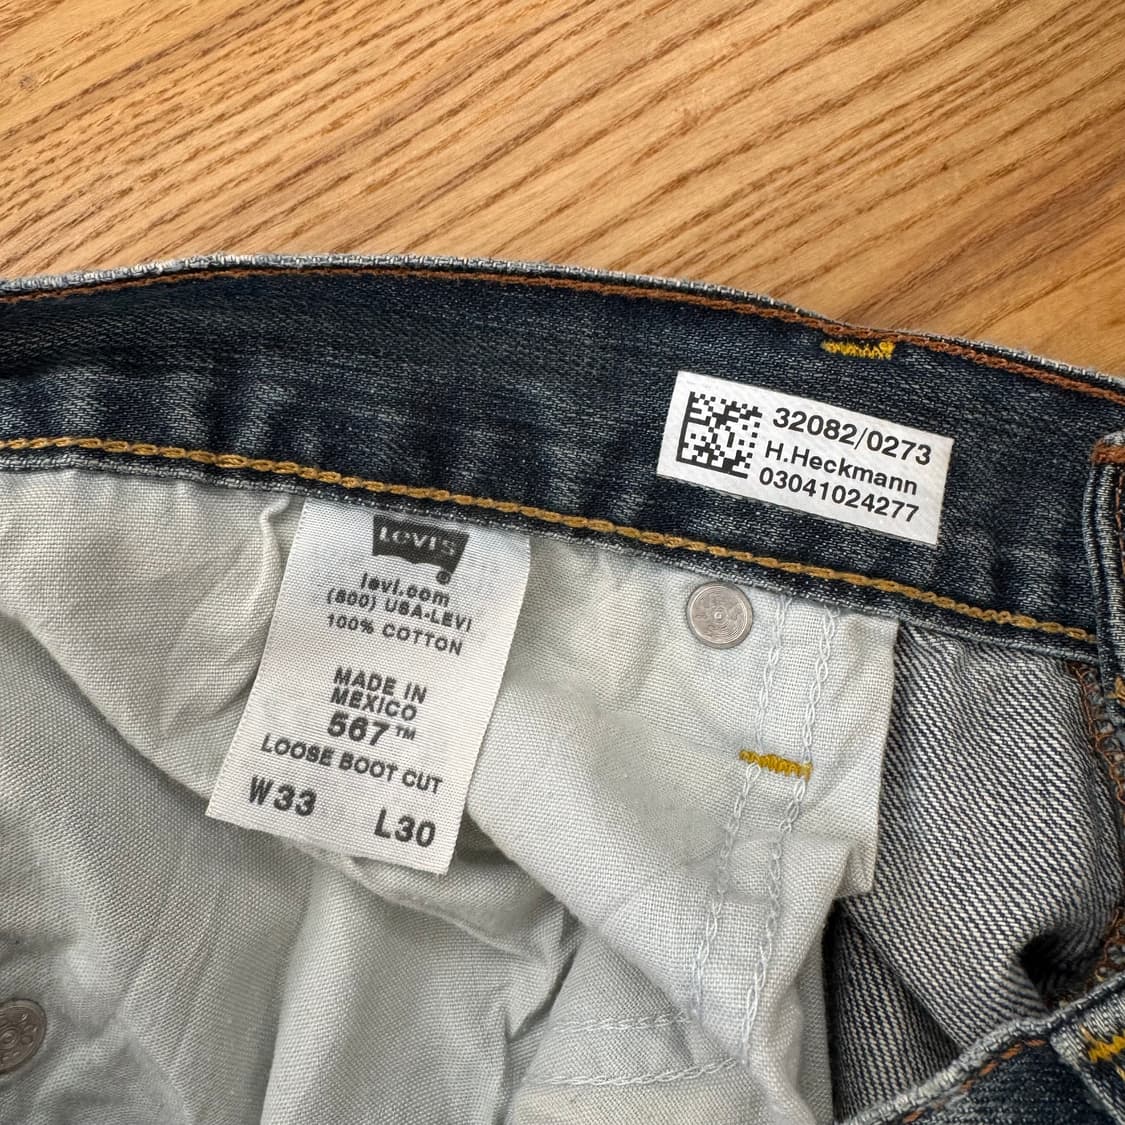 Levi's®
levi.com
(800) USA-LEVI
100% COTTON
MADE IN
MEXICO
567™
LOOSE BOOT CUT
W33 L30
32082/0273
H.Heckmann
03041024277